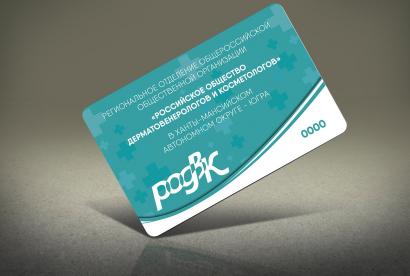 РЕГИОНАЛЬНОЕ ОТДЕЛЕНИЕ ОБЩЕРОССИЙСКОЙ
ОБЩЕСТВЕННОЙ ОРГАНИЗАЦИИ
«РОССИЙСКОЕ ОБЩЕСТВО
ДЕРМАТОВЕНЕРОЛОГОВ И КОСМЕТОЛОГОВ»
В ХАНТЫ-МАНСИЙСКОМ
АВТОНОМНОМ ОКРУГЕ - ЮГРА
0000
РОДВК